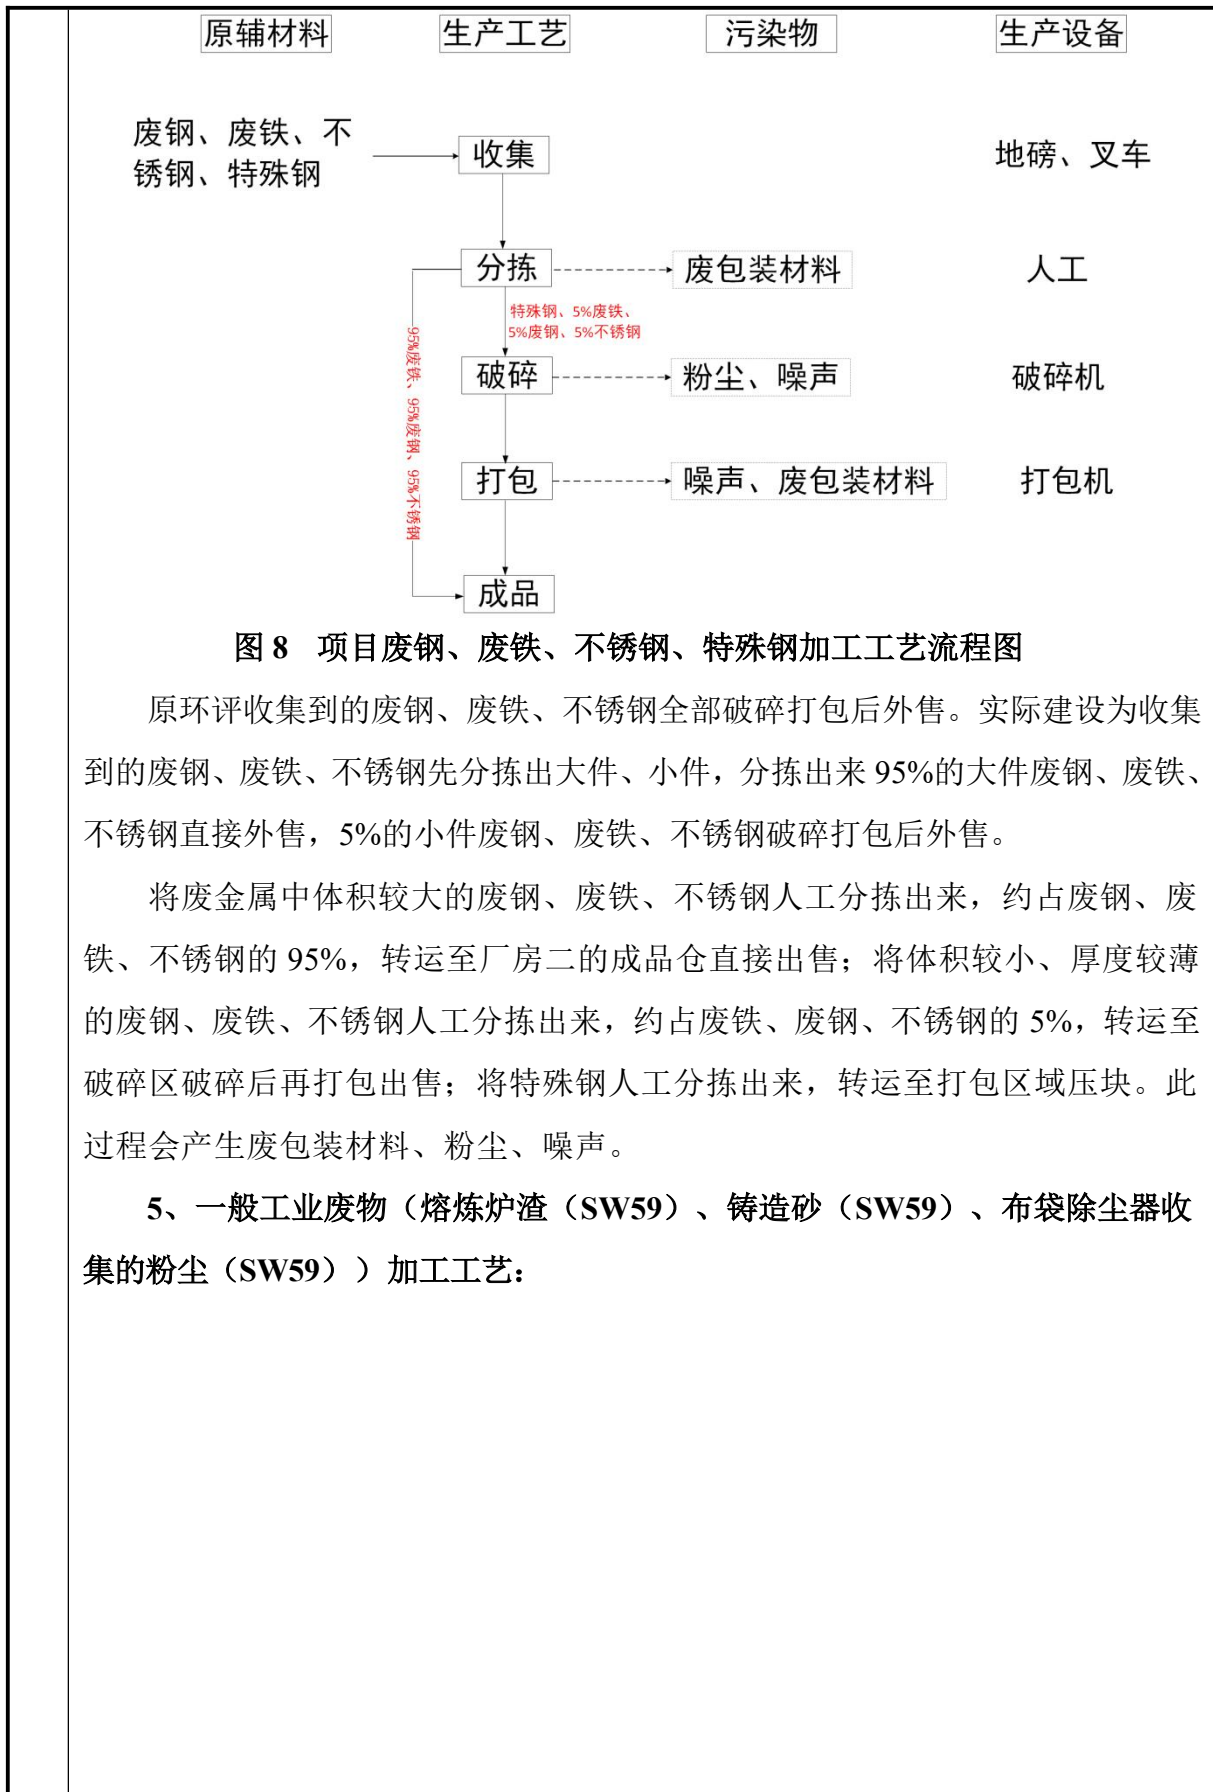 原辅材料
生产工艺
污染物
生产设备
废钢、废铁、不
锈钢、特殊钢
收集
地磅、叉车
分拣
废包装材料
人工
特殊钢、5%废铁、
5%废钢、5%不锈钢
95%废铁、95%废钢、95%不锈钢
破碎
粉尘、噪声
破碎机
打包
噪声、废包装材料
打包机
成品
图 8 项目废钢、废铁、不锈钢、特殊钢加工工艺流程图
原环评收集到的废钢、废铁、不锈钢全部破碎打包后外售。实际建设为收集
到的废钢、废铁、不锈钢先分拣出大件、小件，分拣出来 95%的大件废钢、废铁、
不锈钢直接外售，5%的小件废钢、废铁、不锈钢破碎打包后外售。
将废金属中体积较大的废钢、废铁、不锈钢人工分拣出来，约占废钢、废
铁、不锈钢的 95%，转运至厂房二的成品仓直接出售；将体积较小、厚度较薄
的废钢、废铁、不锈钢人工分拣出来，约占废铁、废钢、不锈钢的 5%，转运至
破碎区破碎后再打包出售；将特殊钢人工分拣出来，转运至打包区域压块。此
过程会产生废包装材料、粉尘、噪声。
5、一般工业废物（熔炼炉渣（SW59）、铸造砂（SW59）、布袋除尘器收
集的粉尘（SW59））加工工艺：